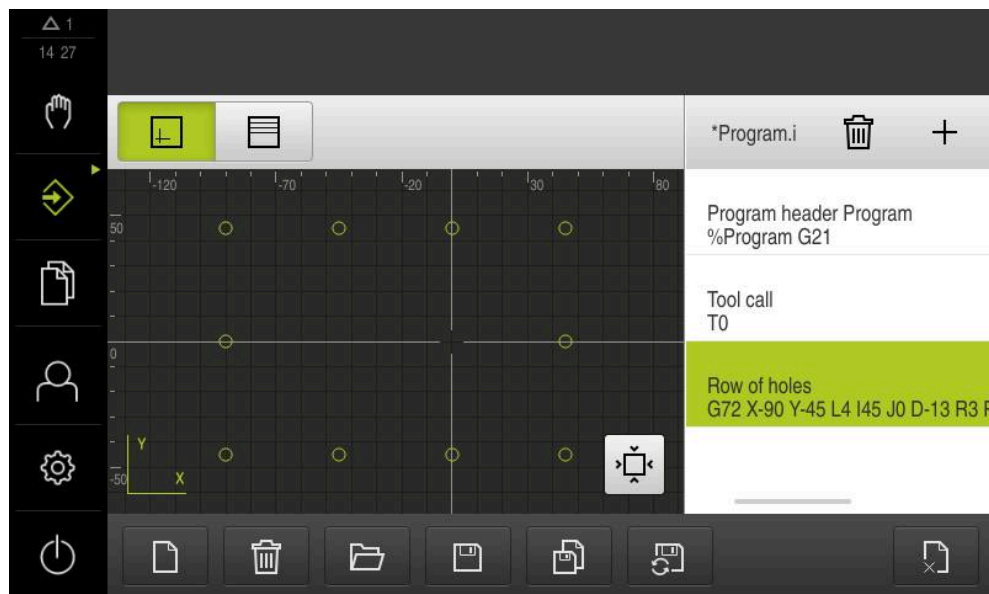 1
14 27
*Program.i
-120
-70
-20
30
80
50
0
-50
Y
X
Program header Program
%Program G21
Tool call
T0
Row of holes
G72 X-90 Y-45 L4 I45 J0 D-13 R3